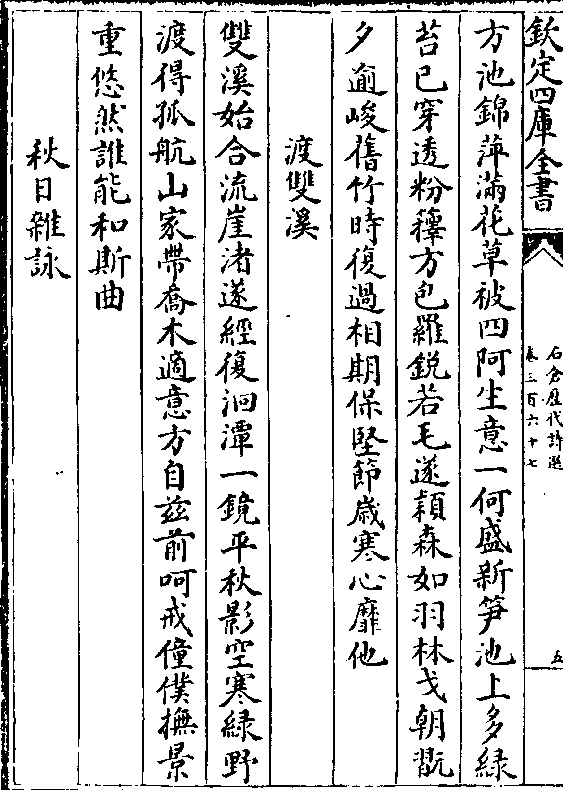 欽定四庫全書
石倉歷代詩選
卷三百六十七
五
方池錦萍滿花草被四阿生意一何盛新笋池上多緑
苔已穿透粉籜方包羅鋭若毛遂穎森如羽林戈朝翫
夕逾峻舊竹時復過相期保堅節歳寒心靡他
渡雙溪
雙溪始合流崖渚遂經復洄潭一鏡平秋影空寒緑野
渡得孤航山家帶喬木適意方自兹前呵戒僮僕撫景
重悠然誰能和斯曲
秋日雜詠